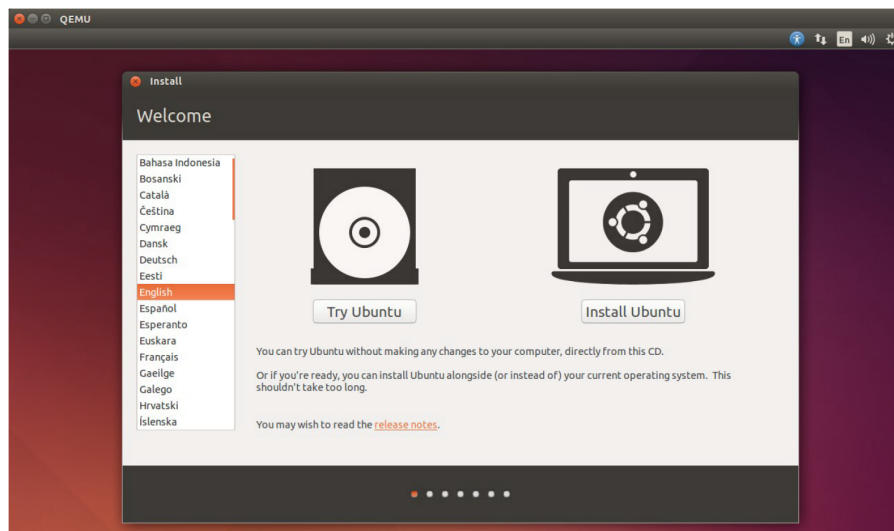 QEMU
En
Install
Welcome
Bahasa Indonesia
Bosanski
Català
Čeština
Cymraeg
Dansk
Deutsch
Eesti
English
Español
Esperanto
Euskara
Français
Gaeilge
Galego
Hrvatski
Íslenska
Try Ubuntu
Install Ubuntu
You can try Ubuntu without making any changes to your computer, directly from this CD.
Or if you're ready, you can install Ubuntu alongside (or instead of) your current operating system. This
shouldn't take too long.
You may wish to read the release notes.